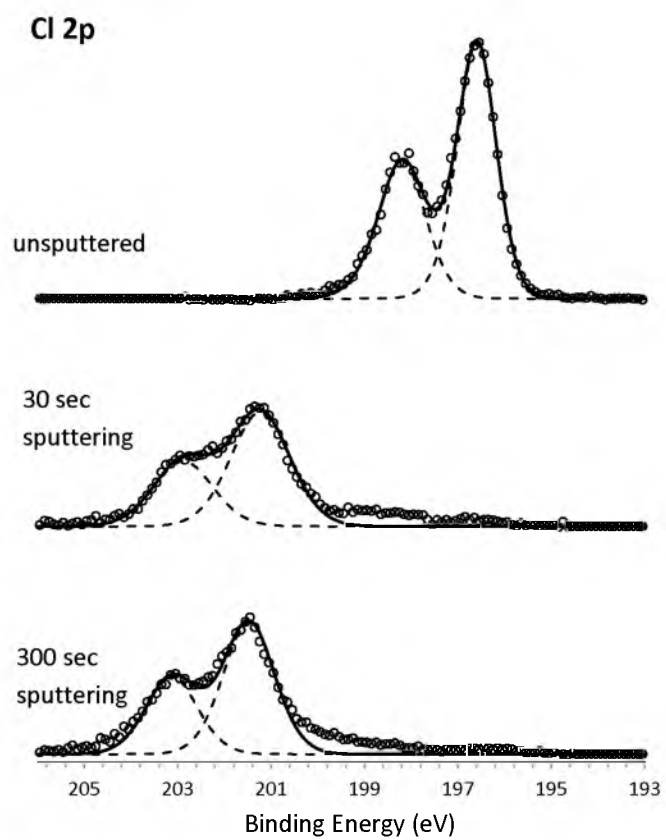 Cl 2p
unsputtered
30 sec
sputtering
300 sec
sputtering
205 203 201 199 197 195 193
Binding Energy (eV)